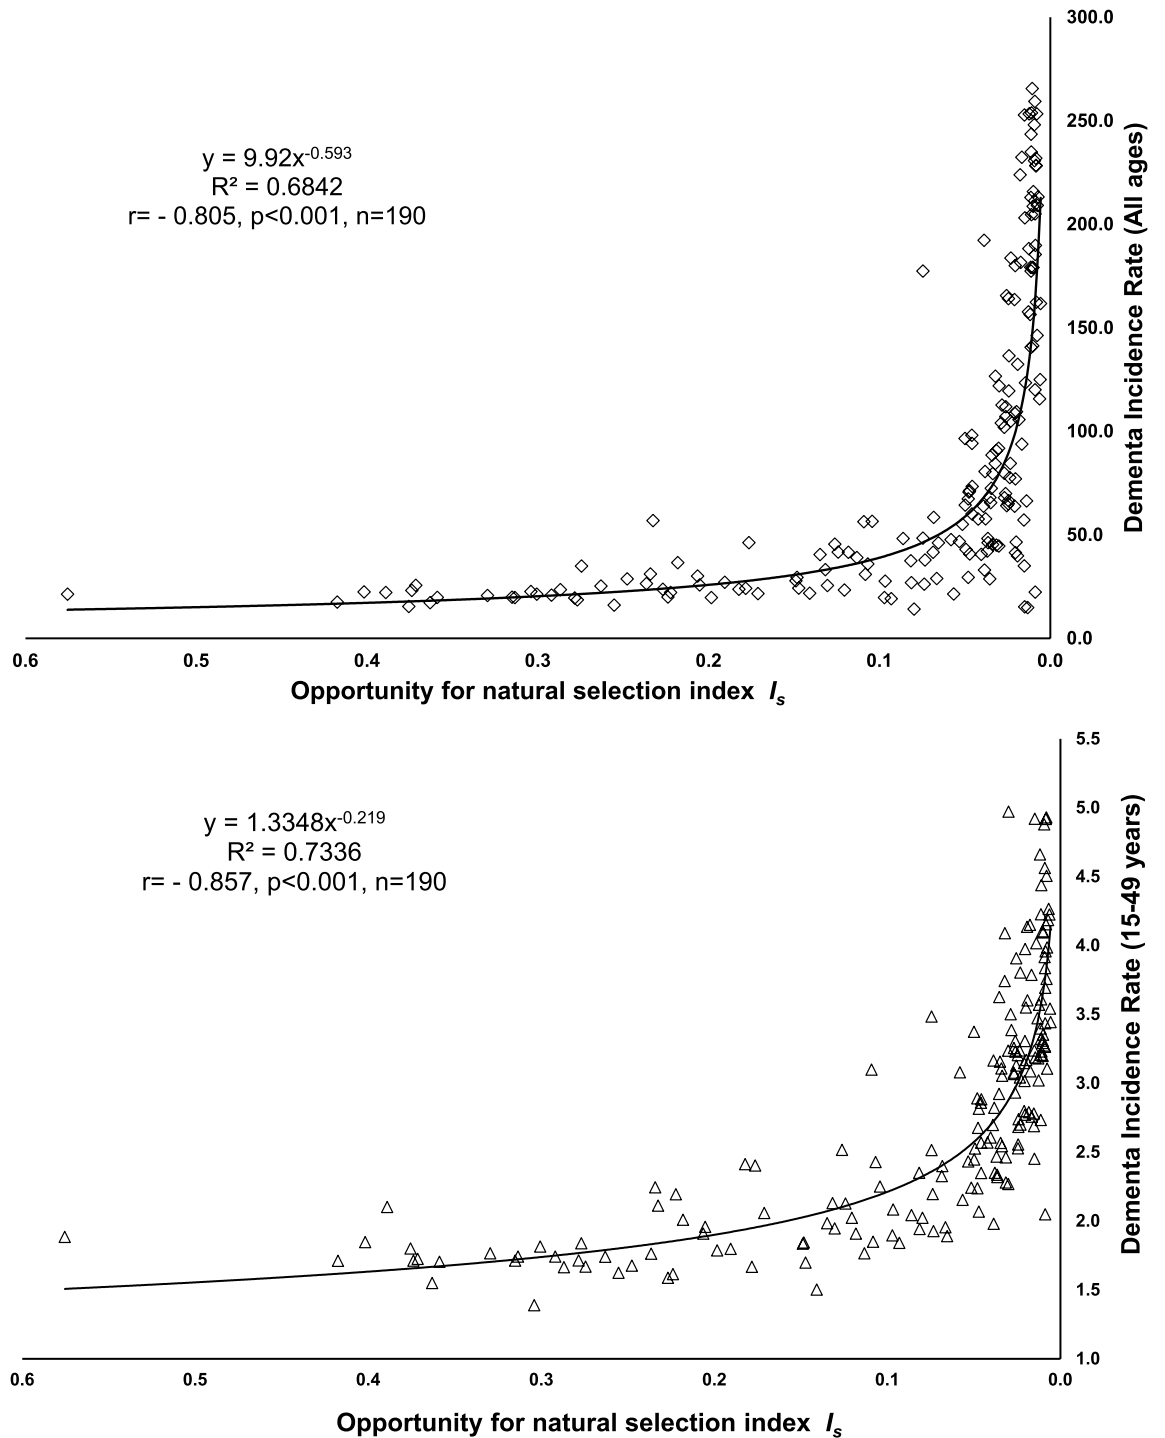 300.0
250.0
200.0
150.0
100.0
50.0
0.0
Dementa Incidence Rate (All ages)
y = 9.92x-0.593
R² = 0.6842
r= - 0.805, p<0.001, n=190
0.6 0.5 0.4 0.3 0.2 0.1 0.0
Opportunity for natural selection index Is
5.5
5.0
4.5
4.0
3.5
3.0
2.5
2.0
1.5
1.0
Dementa Incidence Rate (15-49 years)
y = 1.3348x-0.219
R² = 0.7336
r= - 0.857, p<0.001, n=190
0.6 0.5 0.4 0.3 0.2 0.1 0.0
Opportunity for natural selection index Is